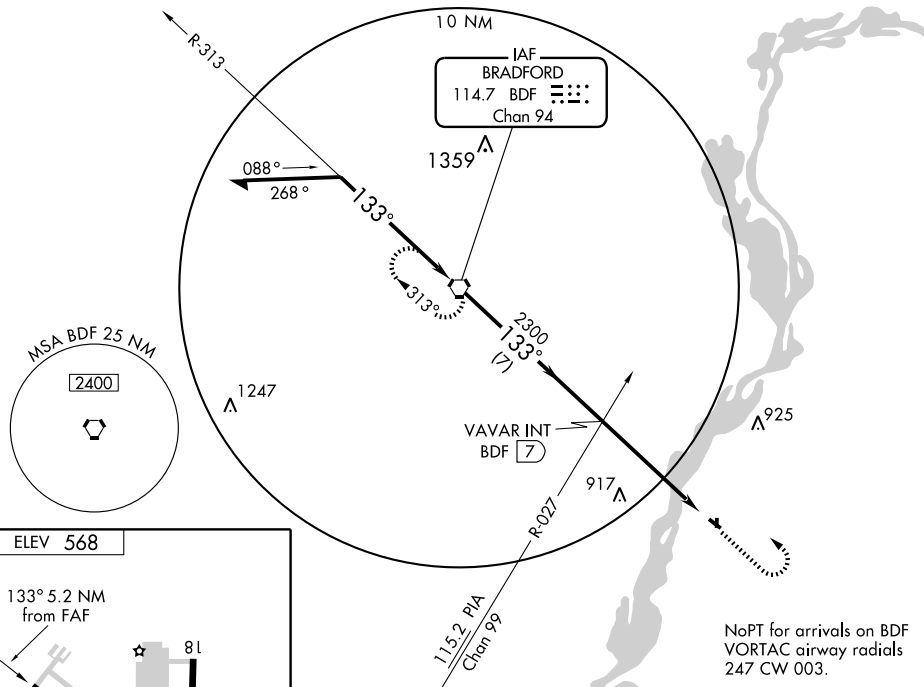 10 NM
R-313
IAF
BRADFORD
114.7 BDF
Chan 94
1359
088°
268°
133°
313°
2300
133°
(7)
MSA BDF 25 NM
2400
1247
VAVAR INT
BDF 7
925
917
R-027
ELEV 568
133° 5.2 NM
from FAF
18
115.2 PIA
Chan 99
NoPT for arrivals on BDF
VORTAC airway radials
247 CW 003.